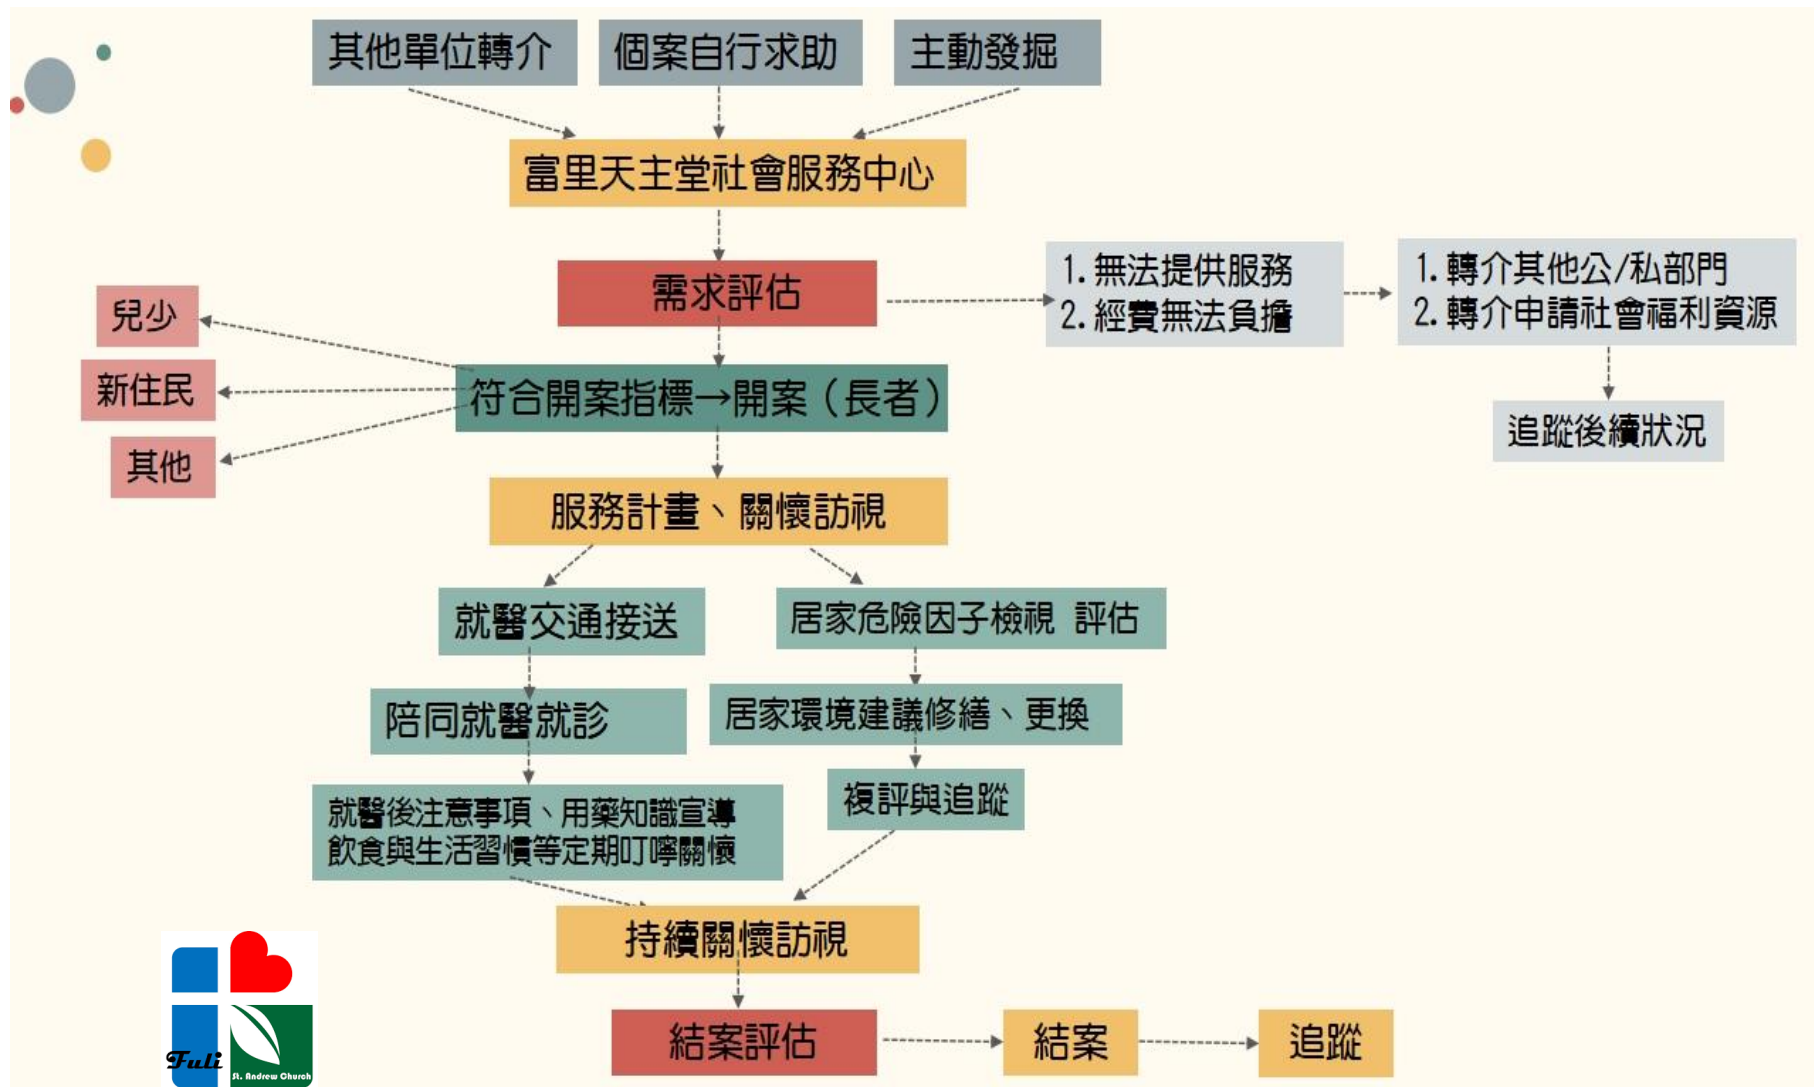 其他單位轉介
個案自行求助
主動發掘
富里天主堂社會服務中心
需求評估
1.無法提供服務
2.經費無法負擔
1.轉介其他公/私部門
2.轉介申請社會福利資源
追蹤後續狀況
兒少
新住民
其他
符合開案指標→開案（長者）
服務計畫、關懷訪視
就醫交通接送
居家危險因子檢視 評估
陪同就醫就診
居家環境建議修繕、更換
就醫後注意事項、用藥知識宣導
飲食與生活習慣等定期叮嚀關懷
複評與追蹤
持續關懷訪視
結案評估
結案
追蹤
Fuli
St. Andrew Church